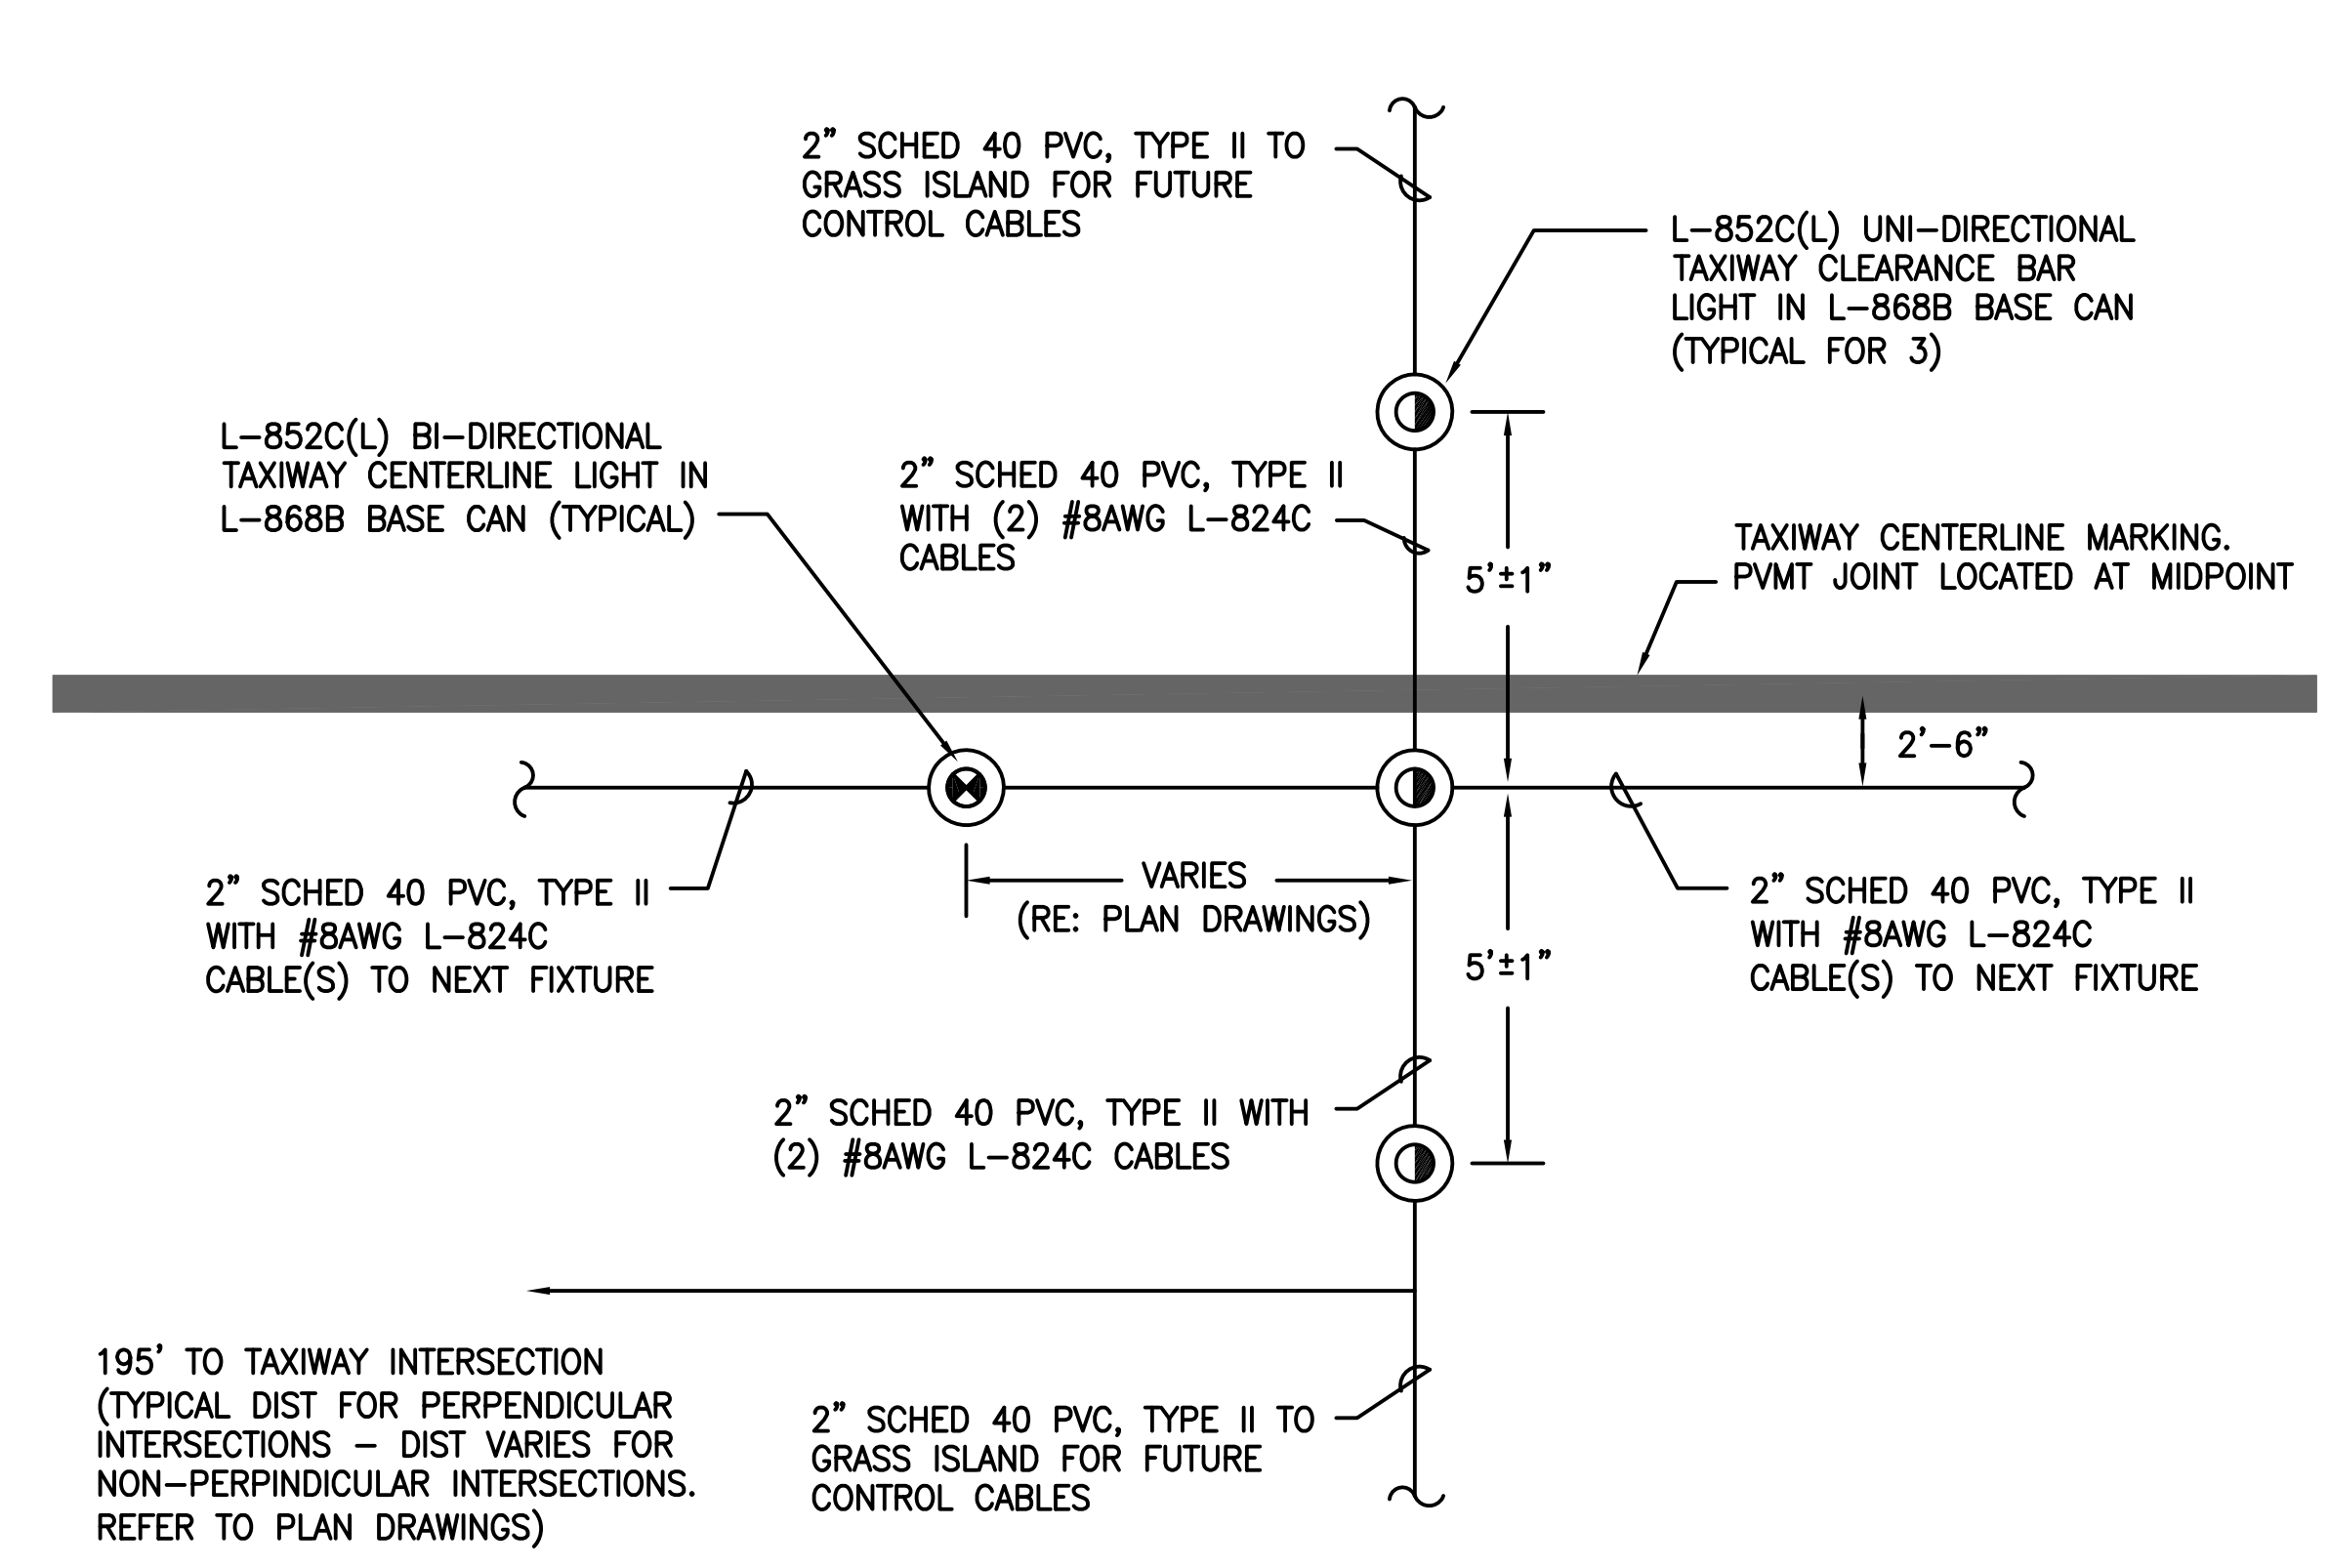 2" SCHED 40 PVC, TYPE II TO
GRASS ISLAND FOR FUTURE
CONTROL CABLES
L-852C(L) UNI-DIRECTIONAL
TAXIWAY CLEARANCE BAR
LIGHT IN L-868B BASE CAN
(TYPICAL FOR 3)
L-852C(L) BI-DIRECTIONAL
TAXIWAY CENTERLINE LIGHT IN
L-868B BASE CAN (TYPICAL)
2" SCHED 40 PVC, TYPE II
WITH (2) #8AWG L-824C
CABLES
5'±1"
TAXIWAY CENTERLINE MARKING.
PVMT JOINT LOCATED AT MIDPOINT
2'-6"
VARIES
(RE: PLAN DRAWINGS)
2" SCHED 40 PVC, TYPE II
WITH #8AWG L-824C
CABLE(S) TO NEXT FIXTURE
5'±1"
2" SCHED 40 PVC, TYPE II
WITH #8AWG L-824C
CABLE(S) TO NEXT FIXTURE
2" SCHED 40 PVC, TYPE II WITH
(2) #8AWG L-824C CABLES
195' TO TAXIWAY INTERSECTION
(TYPICAL DIST FOR PERPENDICULAR
INTERSECTIONS - DIST VARIES FOR
NON-PERPINDICULAR INTERSECTIONS.
REFER TO PLAN DRAWINGS)
2" SCHED 40 PVC, TYPE II TO
GRASS ISLAND FOR FUTURE
CONTROL CABLES